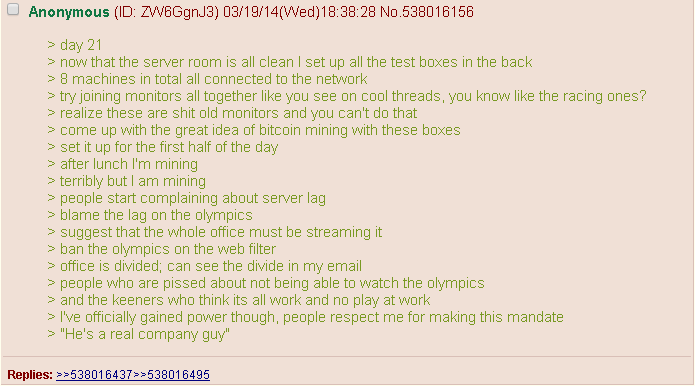 Anonymous (ID: ZW6GgnJ3) 03/19/14(Wed)18:38:28 No.538016156
> day 21
> now that the server room is all clean I set up all the test boxes in the back
> 8 machines in total all connected to the network
> try joining monitors all together like you see on cool threads, you know like the racing ones?
> realize these are shit old monitors and you can't do that
> come up with the great idea of bitcoin mining with these boxes
> set it up for the first half of the day
> after lunch I'm mining
> terribly but I am mining
> people start complaining about server lag
> blame the lag on the olympics
> suggest that the whole office must be streaming it
> ban the olympics on the web filter
> office is divided; can see the divide in my email
> people who are pissed about not being able to watch the olympics
> and the keeners who think its all work and no play at work
> I've officially gained power though, people respect me for making this mandate
> "He's a real company guy"
Replies: >>538016437>>538016495